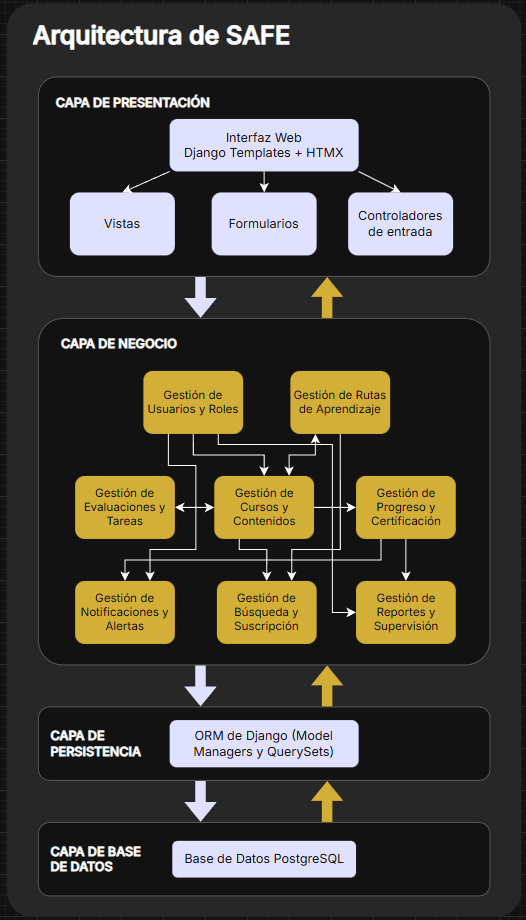 Arquitectura de SAFE
CAPA DE PRESENTACIÓN
Interfaz Web
Django Templates + HTMX
Vistas
Formularios
Controladores
de entrada
CAPA DE NEGOCIO
Gestión de
Usuarios y Roles
Gestión de Rutas
de Aprendizaje
Gestión de
Evaluaciones y
Tareas
Gestión de
Cursos y
Contenidos
Gestión de
Progreso y
Certificación
Gestión de
Notificaciones y
Alertas
Gestión de
Búsqueda y
Suscripción
Gestión de
Reportes y
Supervisión
CAPA DE
PERSISTENCIA
ORM de Django (Model
Managers y QuerySets)
CAPA DE BASE
DE DATOS
Base de Datos PostgreSQL